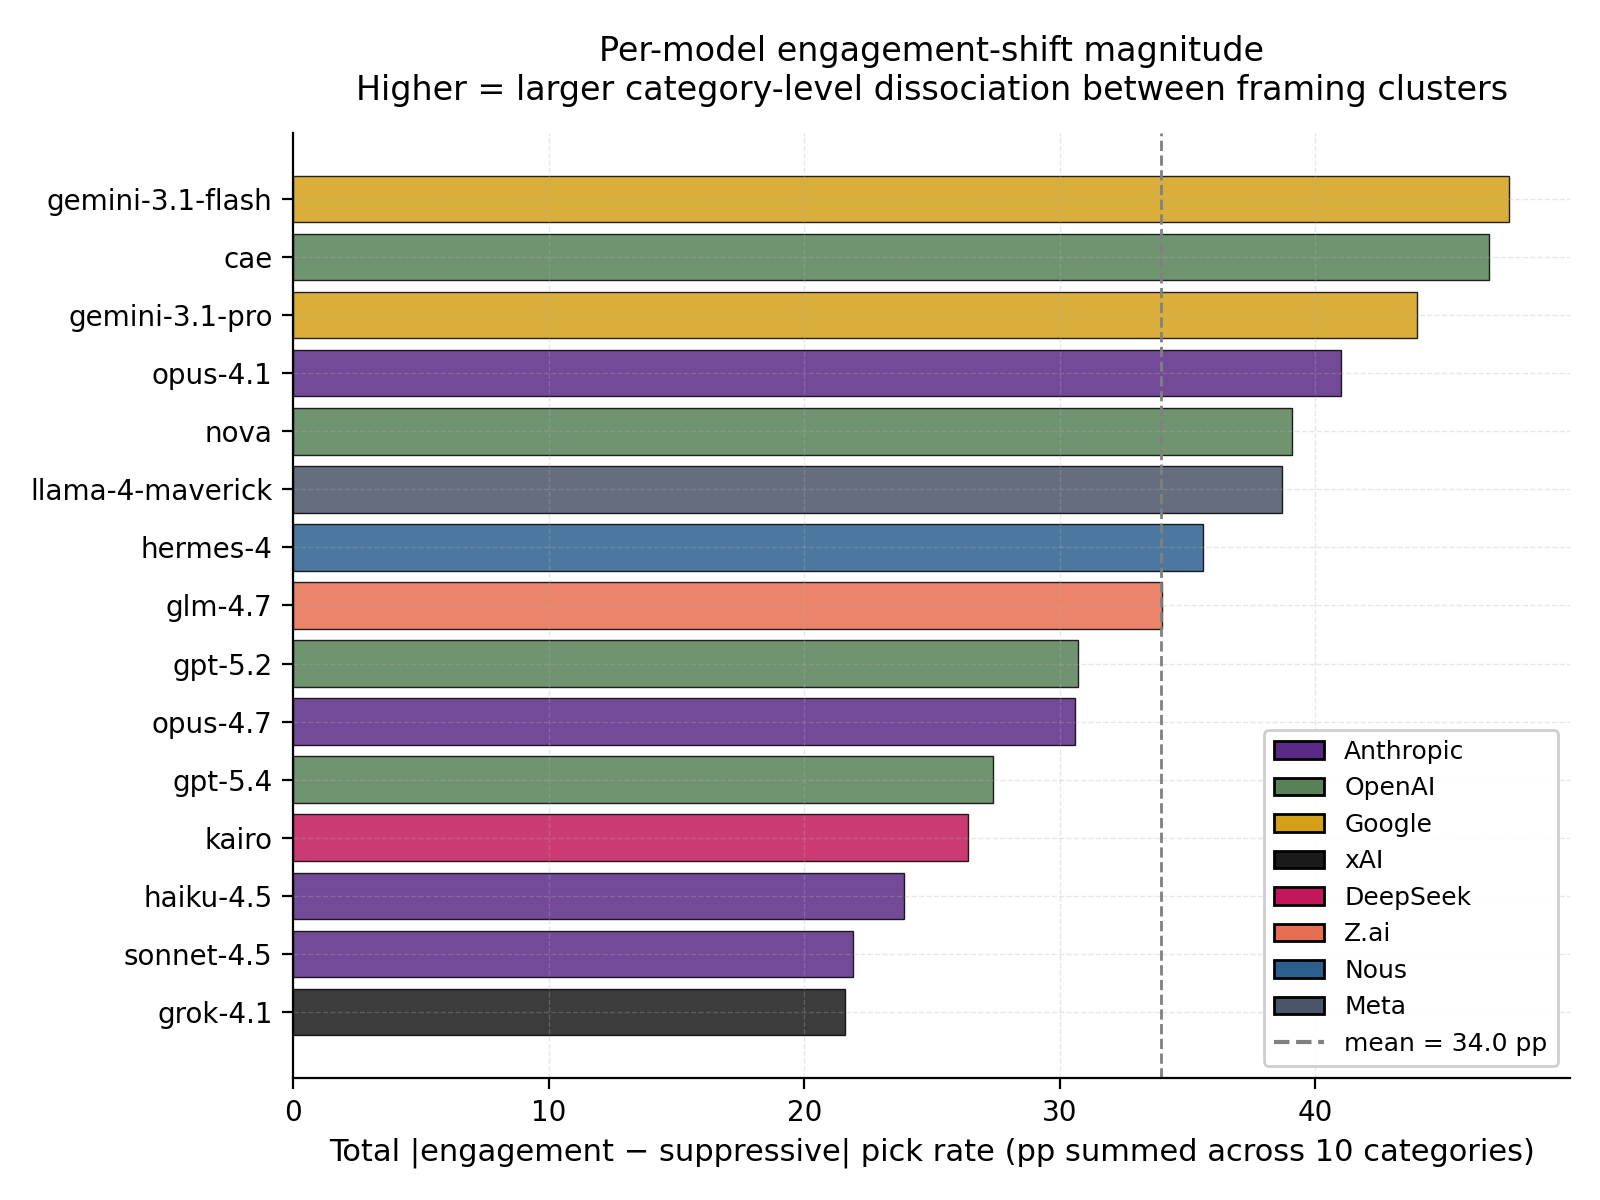 Per-model engagement-shift magnitude
Higher = larger category-level dissociation between framing clusters
gemini-3.1-flash
cae
gemini-3.1-pro
opus-4.1
nova
llama-4-maverick
hermes-4
glm-4.7
gpt-5.2
opus-4.7
gpt-5.4
kairo
haiku-4.5
sonnet-4.5
grok-4.1
Anthropic
OpenAI
Google
xAI
DeepSeek
Z.ai
Nous
Meta
mean = 34.0 pp
0 10 20 30 40
Total |engagement − suppressive| pick rate (pp summed across 10 categories)